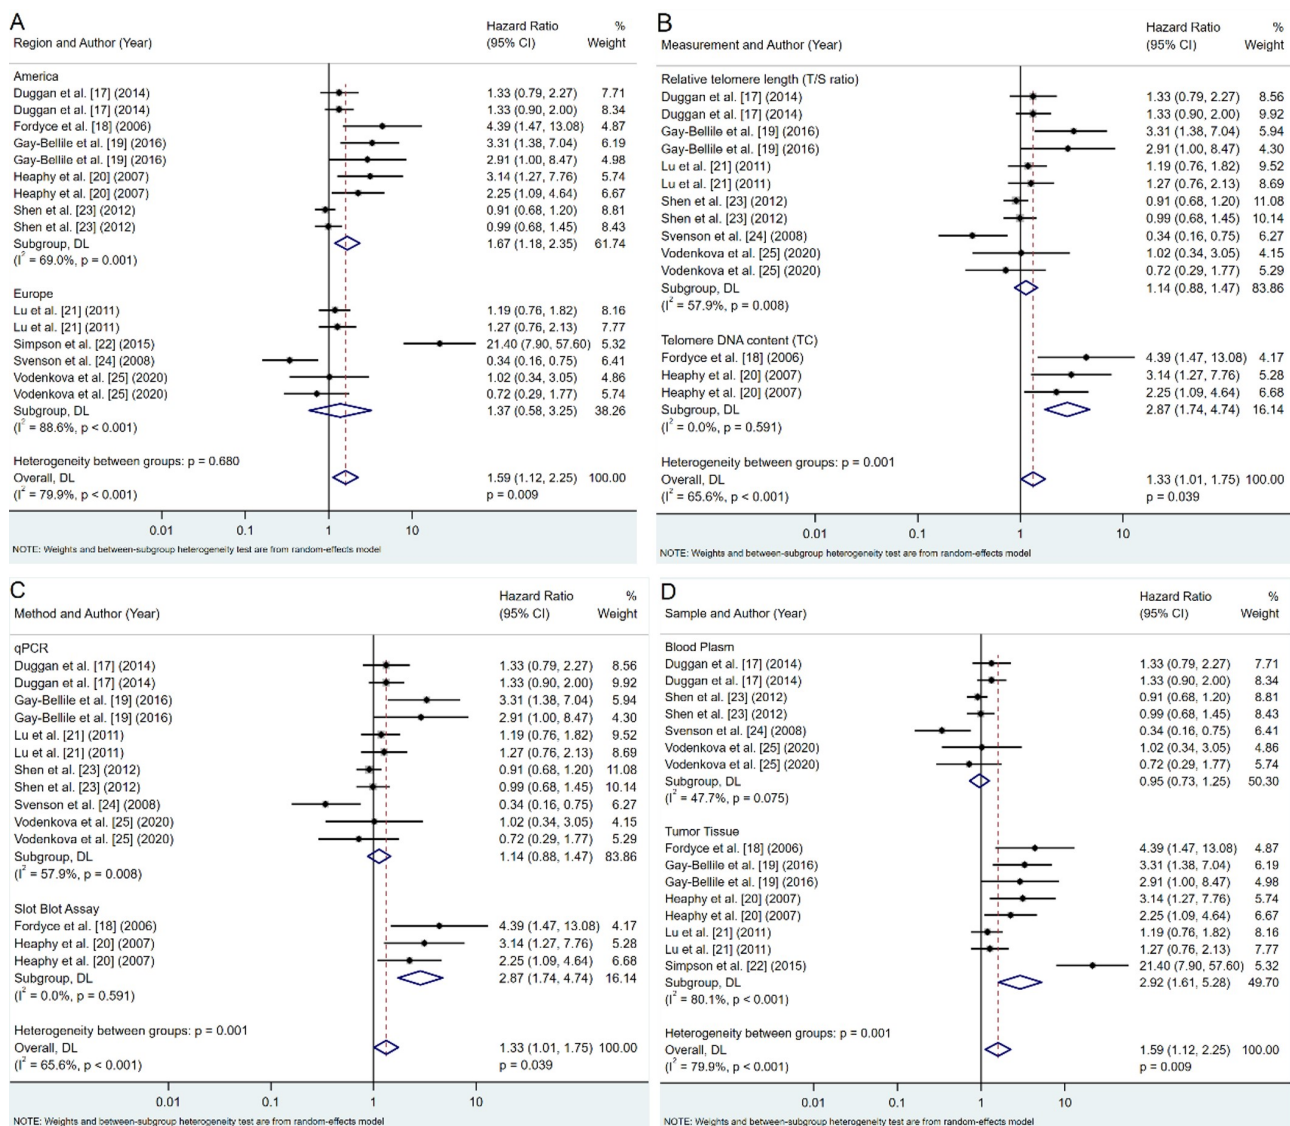 A
Region and Author (Year) Hazard Ratio (95% CI) % Weight
America
Duggan et al. [17] (2014) 1.33 (0.79, 2.27) 7.71
Duggan et al. [17] (2014) 1.33 (0.90, 2.00) 8.34
Fordyce et al. [18] (2006) 4.39 (1.47, 13.08) 4.87
Gay-Bellile et al. [19] (2016) 3.31 (1.38, 7.04) 6.19
Gay-Bellile et al. [19] (2016) 2.91 (1.00, 8.47) 4.98
Heaphy et al. [20] (2007) 3.14 (1.27, 7.76) 5.74
Heaphy et al. [20] (2007) 2.25 (1.09, 4.64) 6.67
Shen et al. [23] (2012) 0.91 (0.68, 1.20) 8.81
Shen et al. [23] (2012) 0.99 (0.68, 1.45) 8.43
Subgroup, DL 1.67 (1.18, 2.35) 61.74
(I² = 69.0%, p = 0.001)
Europe
Lu et al. [21] (2011) 1.19 (0.76, 1.82) 8.16
Lu et al. [21] (2011) 1.27 (0.76, 2.13) 7.77
Simpson et al. [22] (2015) 21.40 (7.90, 57.60) 5.32
Svenson et al. [24] (2008) 0.34 (0.16, 0.75) 6.41
Vodenkova et al. [25] (2020) 1.02 (0.34, 3.05) 4.86
Vodenkova et al. [25] (2020) 0.72 (0.29, 1.77) 5.74
Subgroup, DL 1.37 (0.58, 3.25) 38.26
(I² = 88.6%, p < 0.001)
Heterogeneity between groups: p = 0.680
Overall, DL 1.59 (1.12, 2.25) 100.00
(I² = 79.9%, p < 0.001) p = 0.009
0.01 0.1 1 10
NOTE: Weights and between-subgroup heterogeneity test are from random-effects model
B
Measurement and Author (Year) Hazard Ratio (95% CI) % Weight
Relative telomere length (T/S ratio)
Duggan et al. [17] (2014) 1.33 (0.79, 2.27) 8.56
Duggan et al. [17] (2014) 1.33 (0.90, 2.00) 9.92
Gay-Bellile et al. [19] (2016) 3.31 (1.38, 7.04) 5.94
Gay-Bellile et al. [19] (2016) 2.91 (1.00, 8.47) 4.30
Lu et al. [21] (2011) 1.19 (0.76, 1.82) 9.52
Lu et al. [21] (2011) 1.27 (0.76, 2.13) 8.69
Shen et al. [23] (2012) 0.91 (0.68, 1.20) 11.08
Shen et al. [23] (2012) 0.99 (0.68, 1.45) 10.14
Svenson et al. [24] (2008) 0.34 (0.16, 0.75) 6.27
Vodenkova et al. [25] (2020) 1.02 (0.34, 3.05) 4.15
Vodenkova et al. [25] (2020) 0.72 (0.29, 1.77) 5.29
Subgroup, DL 1.14 (0.88, 1.47) 83.86
(I² = 57.9%, p = 0.008)
Telomere DNA content (TC)
Fordyce et al. [18] (2006) 4.39 (1.47, 13.08) 4.17
Heaphy et al. [20] (2007) 3.14 (1.27, 7.76) 5.28
Heaphy et al. [20] (2007) 2.25 (1.09, 4.64) 6.68
Subgroup, DL 2.87 (1.74, 4.74) 16.14
(I² = 0.0%, p = 0.591)
Heterogeneity between groups: p = 0.001
Overall, DL 1.33 (1.01, 1.75) 100.00
(I² = 65.6%, p < 0.001) p = 0.039
0.01 0.1 1 10
NOTE: Weights and between-subgroup heterogeneity test are from random-effects model
C
Method and Author (Year) Hazard Ratio (95% CI) % Weight
qPCR
Duggan et al. [17] (2014) 1.33 (0.79, 2.27) 8.56
Duggan et al. [17] (2014) 1.33 (0.90, 2.00) 9.92
Gay-Bellile et al. [19] (2016) 3.31 (1.38, 7.04) 5.94
Gay-Bellile et al. [19] (2016) 2.91 (1.00, 8.47) 4.30
Lu et al. [21] (2011) 1.19 (0.76, 1.82) 9.52
Lu et al. [21] (2011) 1.27 (0.76, 2.13) 8.69
Shen et al. [23] (2012) 0.91 (0.68, 1.20) 11.08
Shen et al. [23] (2012) 0.99 (0.68, 1.45) 10.14
Svenson et al. [24] (2008) 0.34 (0.16, 0.75) 6.27
Vodenkova et al. [25] (2020) 1.02 (0.34, 3.05) 4.15
Vodenkova et al. [25] (2020) 0.72 (0.29, 1.77) 5.29
Subgroup, DL 1.14 (0.88, 1.47) 83.86
(I² = 57.9%, p = 0.008)
Slot Blot Assay
Fordyce et al. [18] (2006) 4.39 (1.47, 13.08) 4.17
Heaphy et al. [20] (2007) 3.14 (1.27, 7.76) 5.28
Heaphy et al. [20] (2007) 2.25 (1.09, 4.64) 6.68
Subgroup, DL 2.87 (1.74, 4.74) 16.14
(I² = 0.0%, p = 0.591)
Heterogeneity between groups: p = 0.001
Overall, DL 1.33 (1.01, 1.75) 100.00
(I² = 65.6%, p < 0.001) p = 0.039
0.01 0.1 1 10
NOTE: Weights and between-subgroup heterogeneity test are from random-effects model
D
Sample and Author (Year) Hazard Ratio (95% CI) % Weight
Blood Plasm
Duggan et al. [17] (2014) 1.33 (0.79, 2.27) 7.71
Duggan et al. [17] (2014) 1.33 (0.90, 2.00) 8.34
Shen et al. [23] (2012) 0.91 (0.68, 1.20) 8.81
Shen et al. [23] (2012) 0.99 (0.68, 1.45) 8.43
Svenson et al. [24] (2008) 0.34 (0.16, 0.75) 6.41
Vodenkova et al. [25] (2020) 1.02 (0.34, 3.05) 4.86
Vodenkova et al. [25] (2020) 0.72 (0.29, 1.77) 5.74
Subgroup, DL 0.95 (0.73, 1.25) 50.30
(I² = 47.7%, p = 0.075)
Tumor Tissue
Fordyce et al. [18] (2006) 4.39 (1.47, 13.08) 4.87
Gay-Bellile et al. [19] (2016) 3.31 (1.38, 7.04) 6.19
Gay-Bellile et al. [19] (2016) 2.91 (1.00, 8.47) 4.98
Heaphy et al. [20] (2007) 3.14 (1.27, 7.76) 5.74
Heaphy et al. [20] (2007) 2.25 (1.09, 4.64) 6.67
Lu et al. [21] (2011) 1.19 (0.76, 1.82) 8.16
Lu et al. [21] (2011) 1.27 (0.76, 2.13) 7.77
Simpson et al. [22] (2015) 21.40 (7.90, 57.60) 5.32
Subgroup, DL 2.92 (1.61, 5.28) 49.70
(I² = 80.1%, p < 0.001)
Heterogeneity between groups: p = 0.001
Overall, DL 1.59 (1.12, 2.25) 100.00
(I² = 79.9%, p < 0.001) p = 0.009
0.01 0.1 1 10
NOTE: Weights and between-subgroup heterogeneity test are from random-effects model